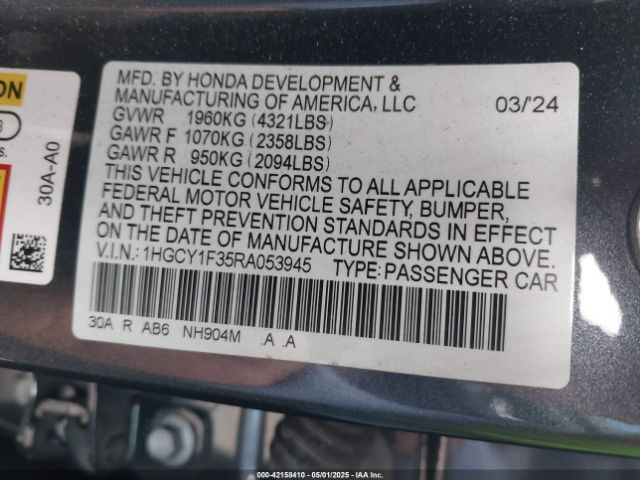 MFD. BY HONDA DEVELOPMENT &
MANUFACTURING OF AMERICA, LLC 03/'24
GVWR 1960KG (4321LBS)
GAWR F 1070KG (2358LBS)
GAWR R 950KG (2094LBS)
THIS VEHICLE CONFORMS TO ALL APPLICABLE
FEDERAL MOTOR VEHICLE SAFETY, BUMPER,
AND THEFT PREVENTION STANDARDS IN EFFECT
ON THE DATE OF MANUFACTURE SHOWN ABOVE.
V.I.N.: 1HGCY1F35RA053945 TYPE: PASSENGER CAR
30A R AB6 NH904M .A .A
30A-A0
000-42158410 - 05/01/2025 - IAAI.COM